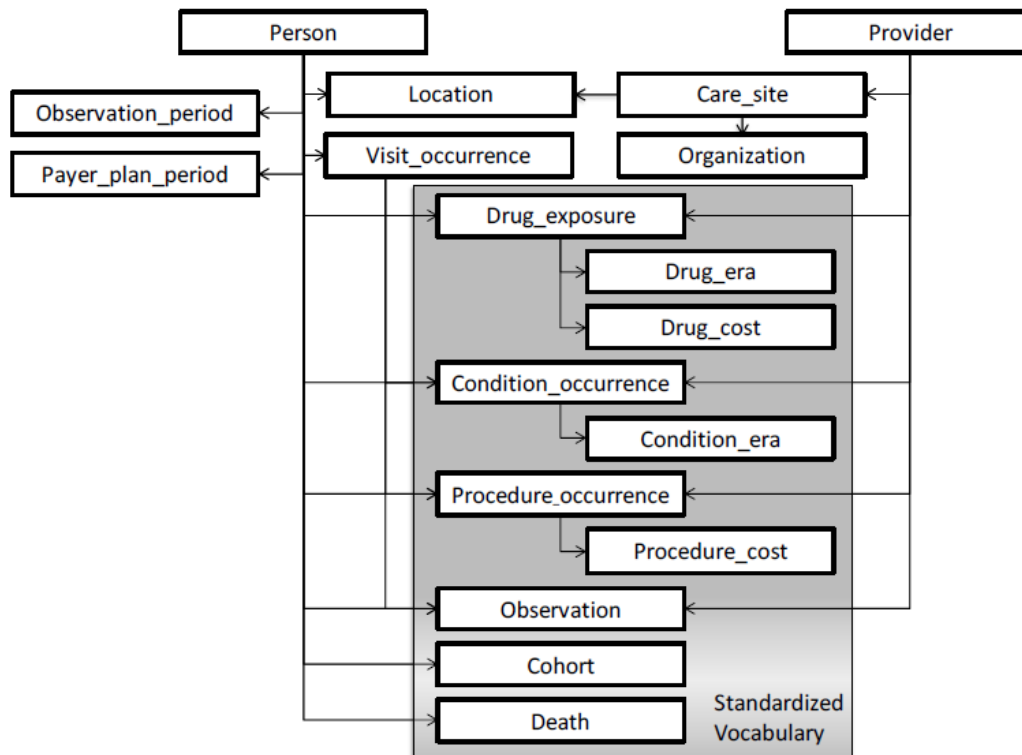 Person
Provider
Location
Care_site
Observation_period
Visit_occurrence
Organization
Payer_plan_period
Drug_exposure
Drug_era
Drug_cost
Condition_occurrence
Condition_era
Procedure_occurrence
Procedure_cost
Observation
Cohort
Death
Standardized
Vocabulary